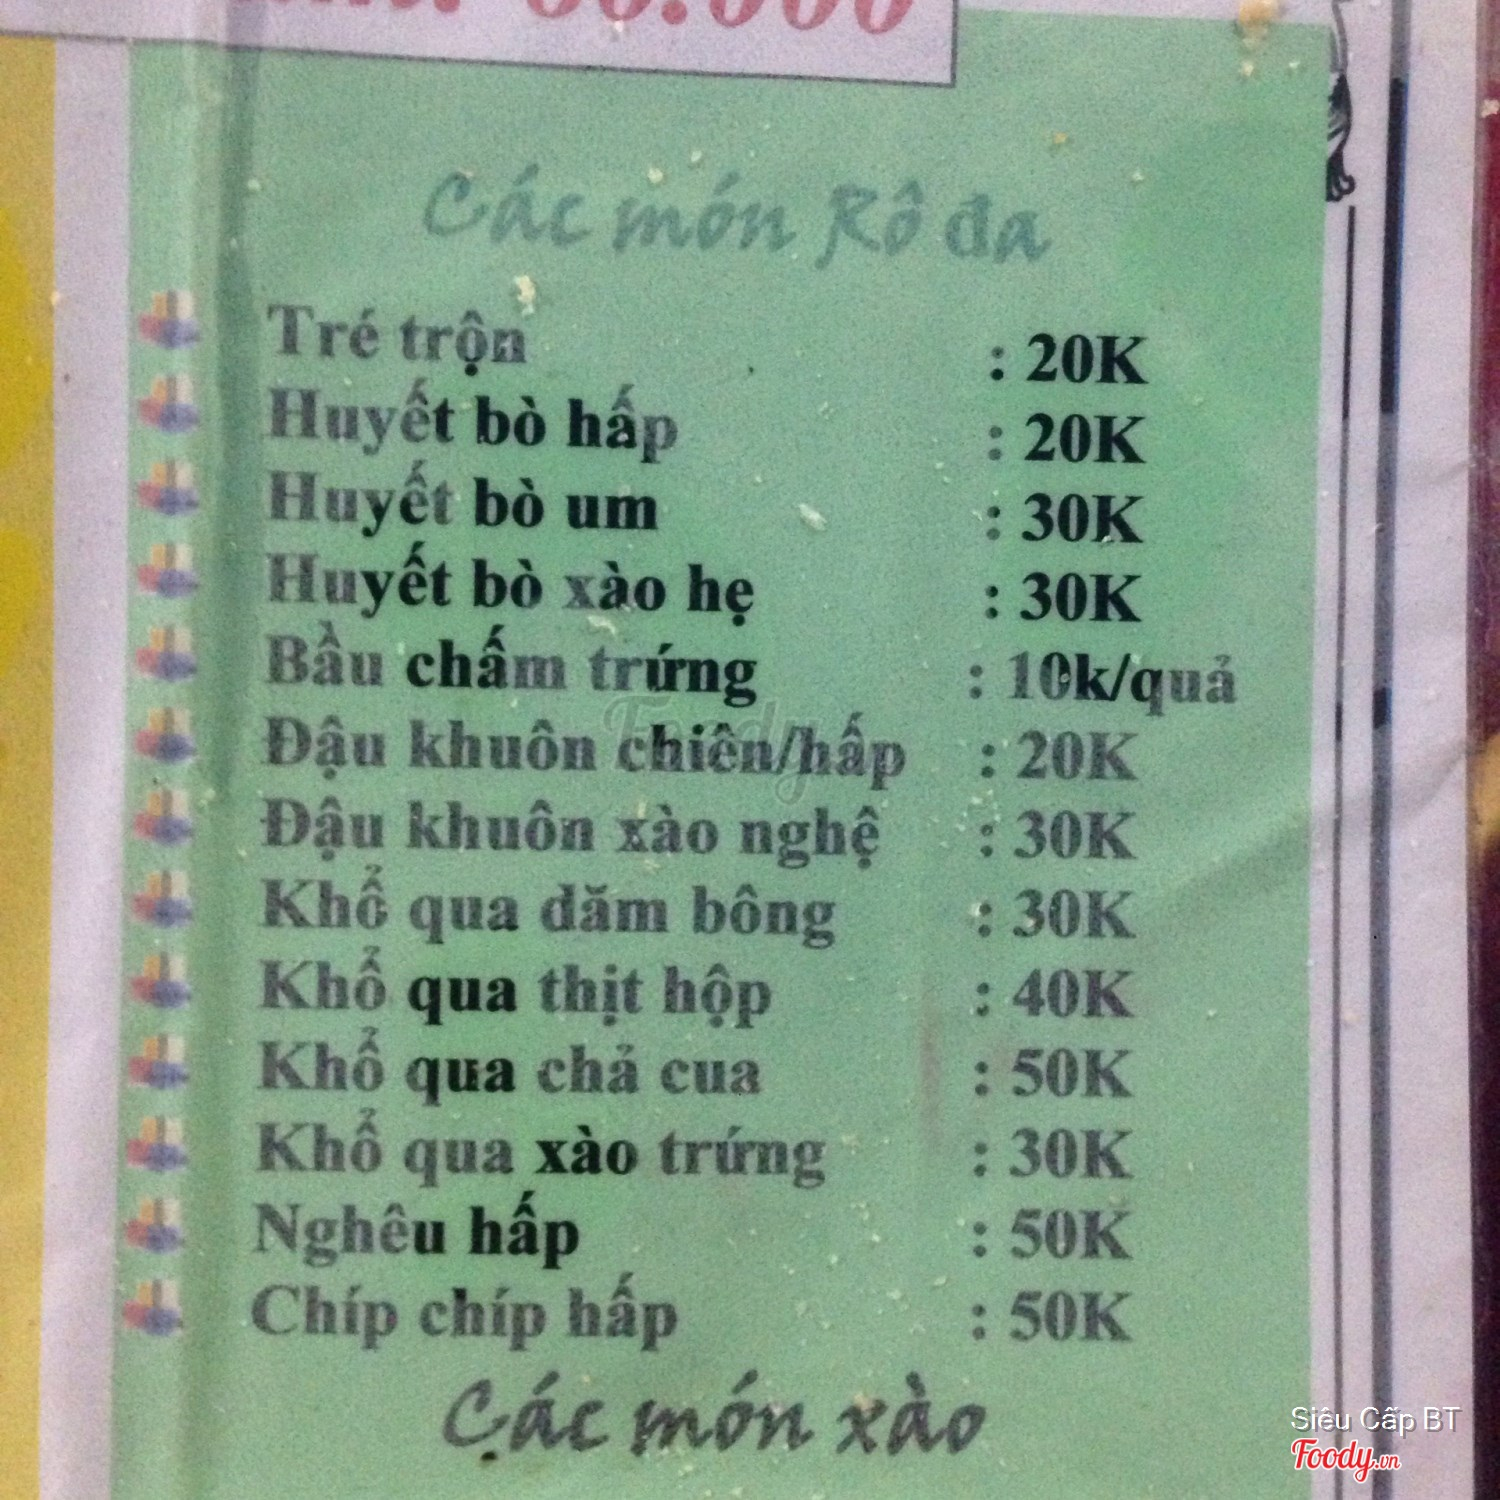 60.000
Các món Rô đa
Tré trộn : 20K
Huyết bò hấp : 20K
Huyết bò um : 30K
Huyết bò xào hẹ : 30K
Bầu chấm trứng : 10k/quả
Đậu khuôn chiên/hấp : 20K
Đậu khuôn xào nghệ : 30K
Khổ qua dăm bông : 30K
Khổ qua thịt hộp : 40K
Khổ qua chả cua : 50K
Khổ qua xào trứng : 30K
Nghêu hấp : 50K
Chíp chíp hấp : 50K
Các món xào
Foody
Siêu Cấp BT
Foody.vn